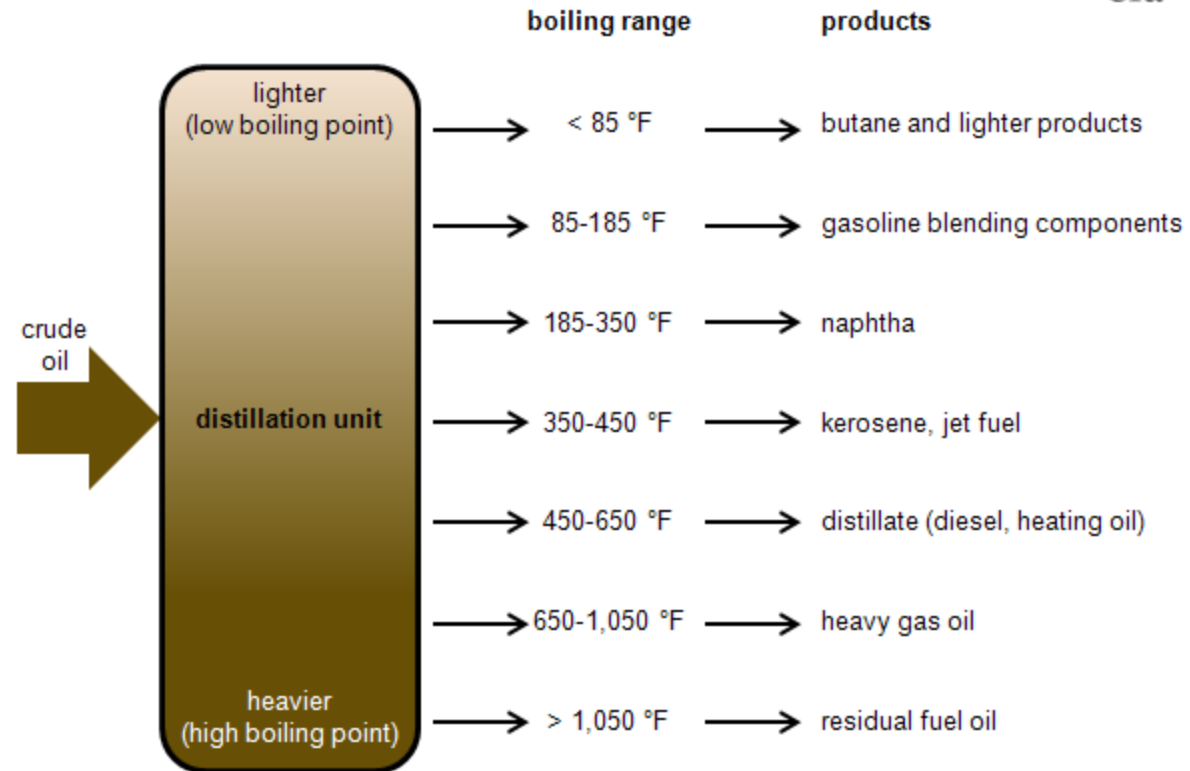 boiling range products
lighter
(low boiling point)
< 85 °F butane and lighter products
85-185 °F gasoline blending components
185-350 °F naphtha
crude
oil
distillation unit
350-450 °F kerosene, jet fuel
450-650 °F distillate (diesel, heating oil)
650-1,050 °F heavy gas oil
heavier
(high boiling point)
> 1,050 °F residual fuel oil